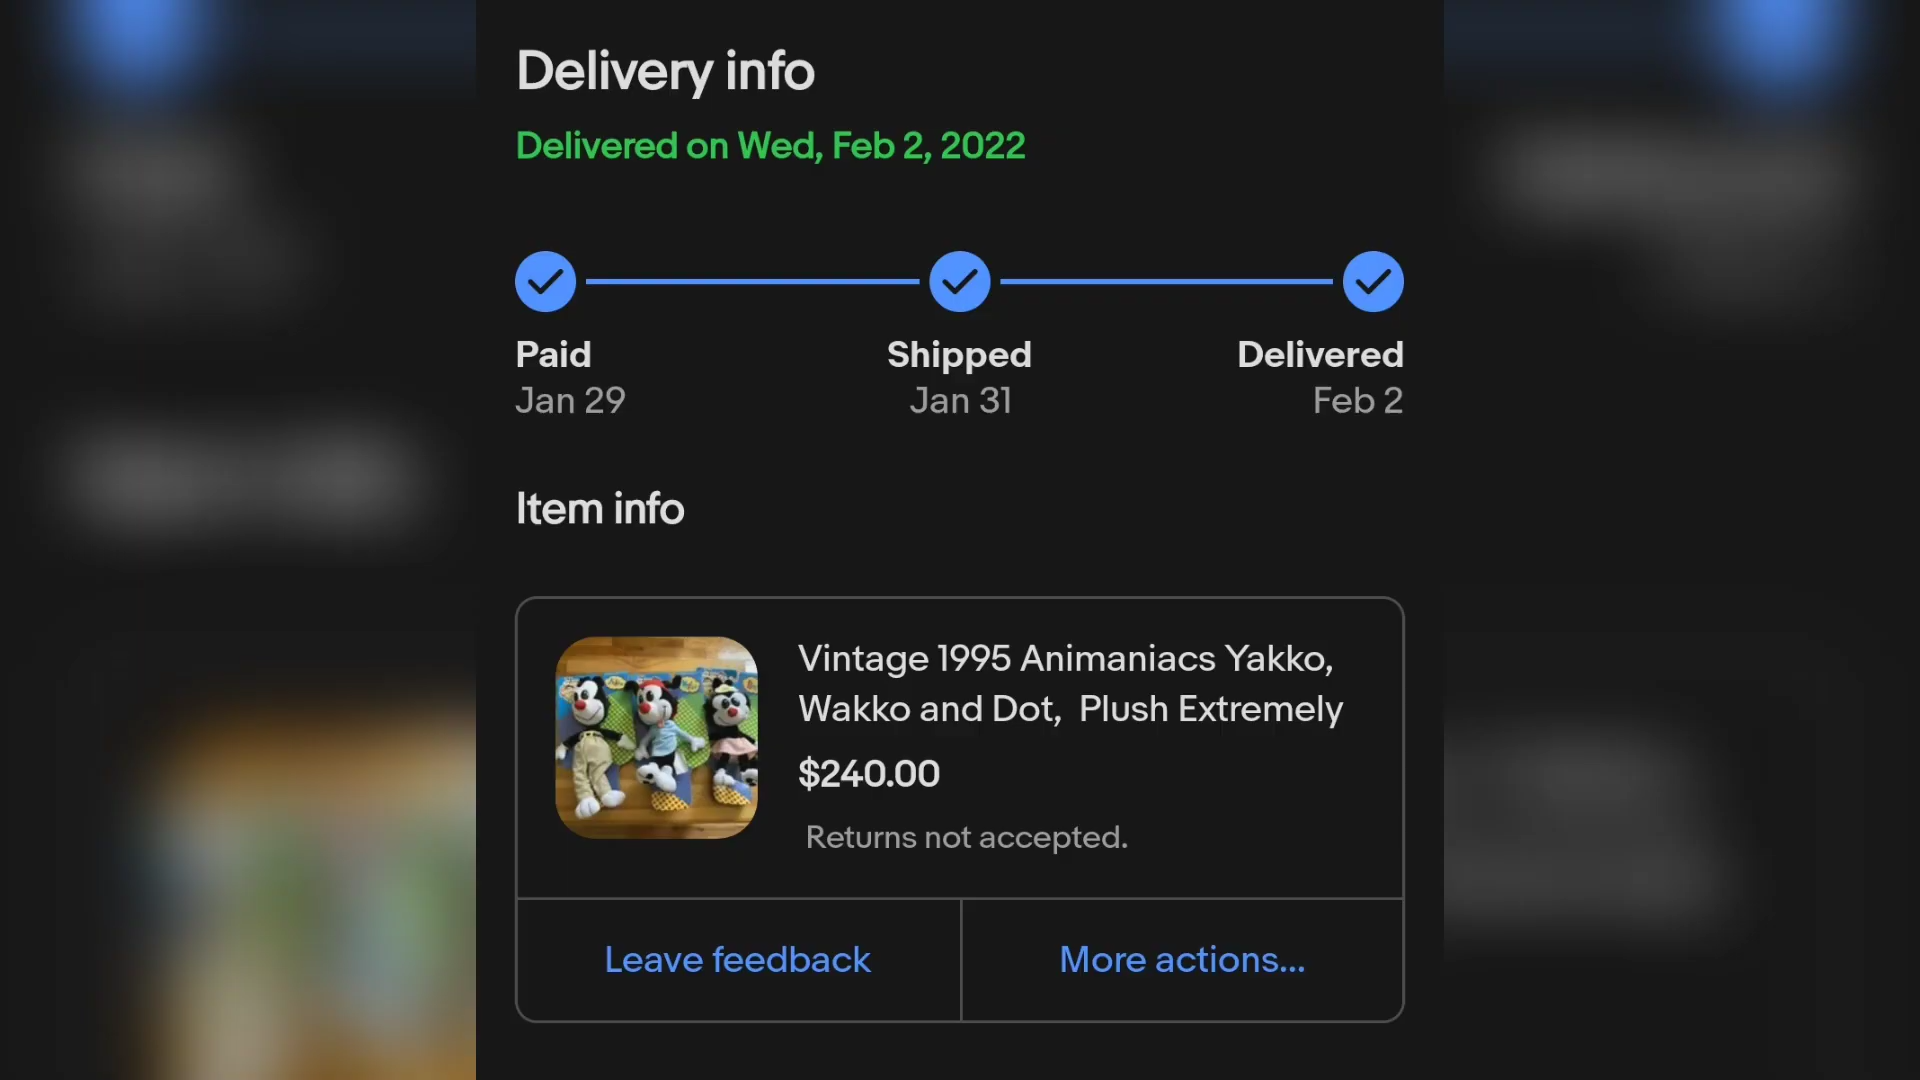 Delivery info
Delivered on Wed, Feb 2, 2022
Paid
Shipped
Delivered
Jan 29
Jan 31
Feb 2
Item info
Vintage 1995 Animaniacs Yakko,
Wakko and Dot,  Plush Extremely
$240.00
Returns not accepted.
Leave feedback
More actions...